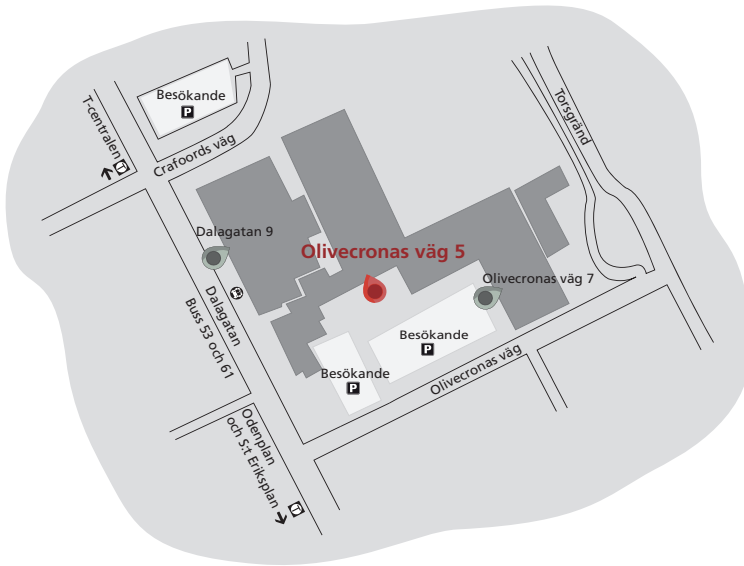 Besökande
P
T-centralen
Crafoords väg
Torsgränd
Dalagatan 9
Olivecronas väg 5
Olivecronas väg 7
Dalagatan
Buss 53 och 61
Besökande
P
Besökande
P
Olivecronas väg
Odenplan
och S:t Eriksplan